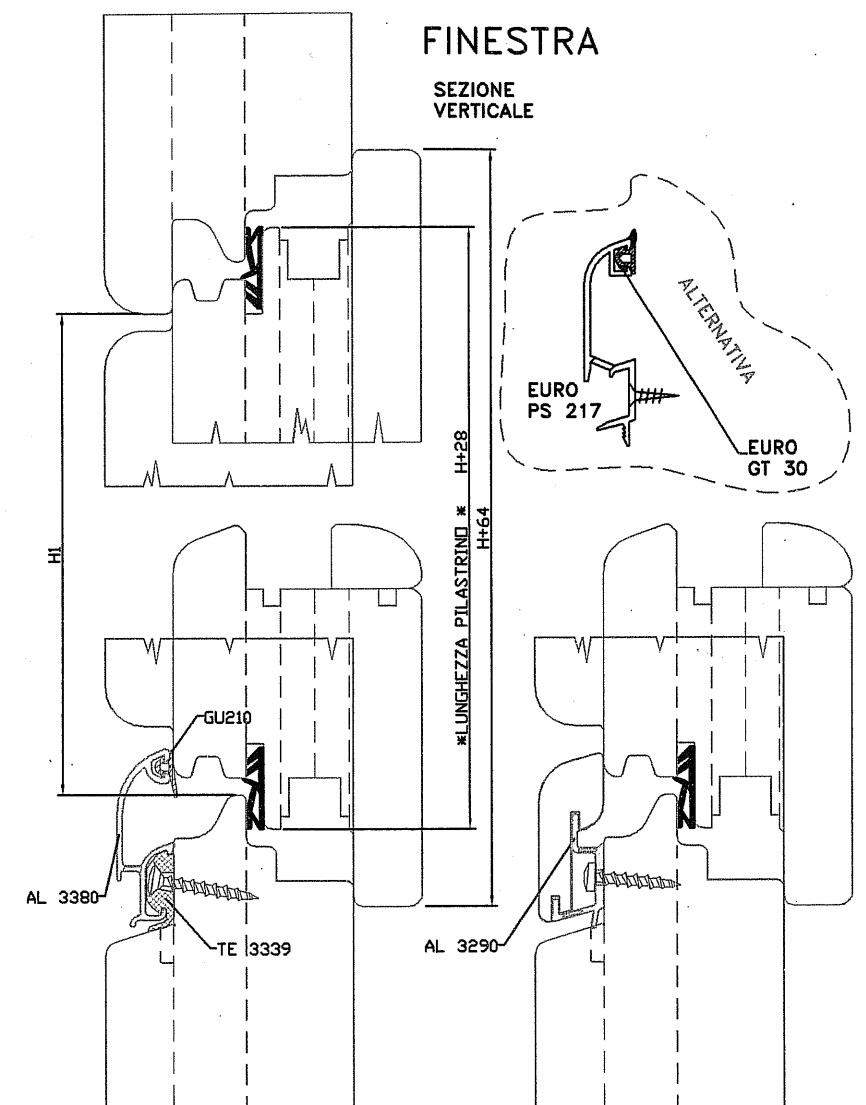 FINESTRA
SEZIONE
VERTICALE
ALTERNATIVA
EURO
PS 217
EURO
GT 30
H1
*LUNGHEZZA PILASTRINO * H+28
H+64
GU210
AL 3380
TE 3339
AL 3290